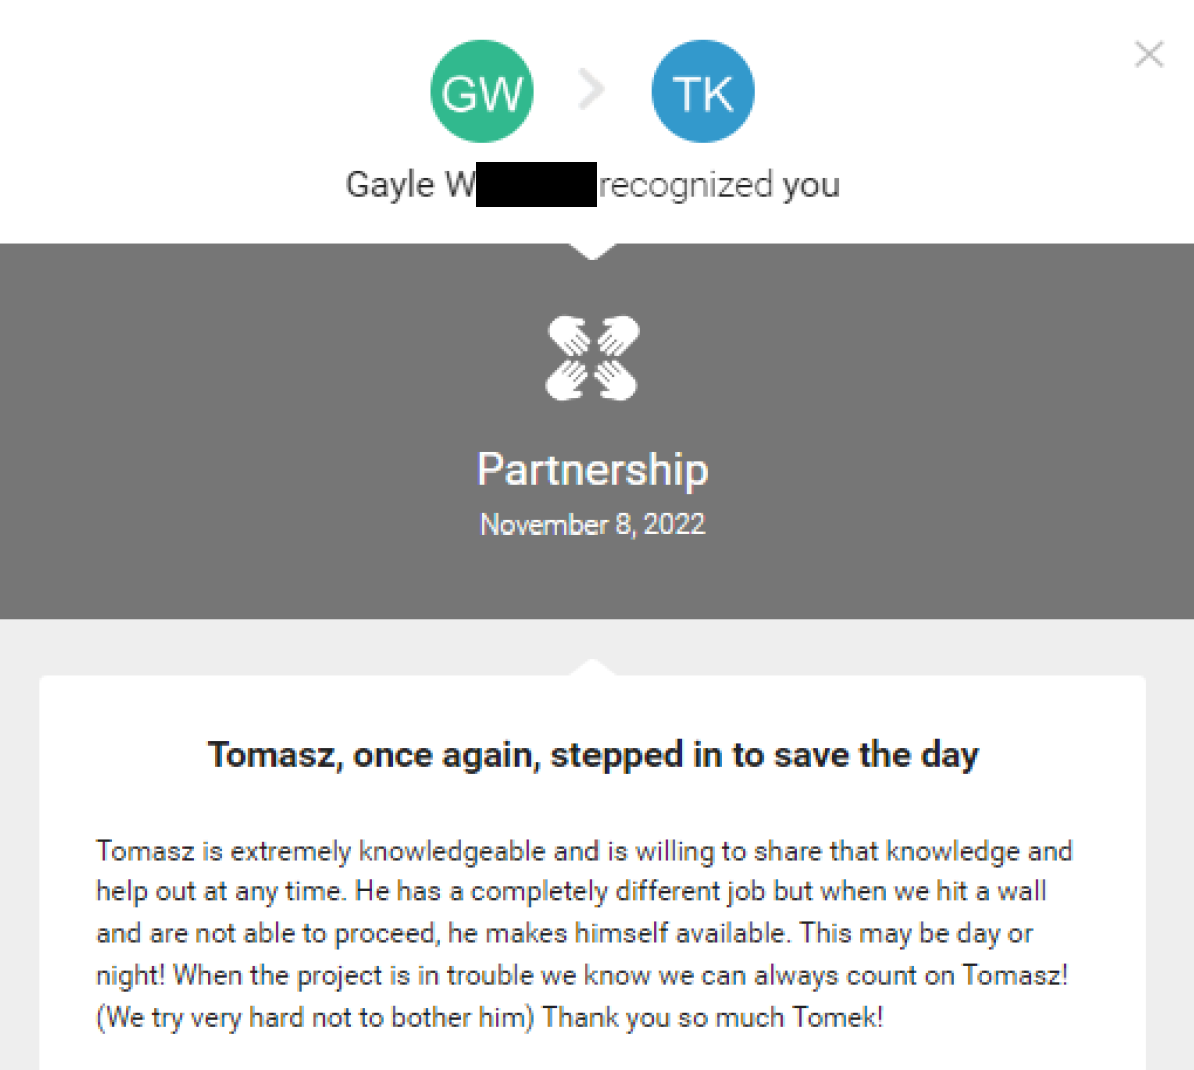 GW TK
Gayle W recognized you
Partnership
November 8, 2022
Tomasz, once again, stepped in to save the day
Tomasz is extremely knowledgeable and is willing to share that knowledge and
help out at any time. He has a completely different job but when we hit a wall
and are not able to proceed, he makes himself available. This may be day or
night! When the project is in trouble we know we can always count on Tomasz!
(We try very hard not to bother him) Thank you so much Tomek!